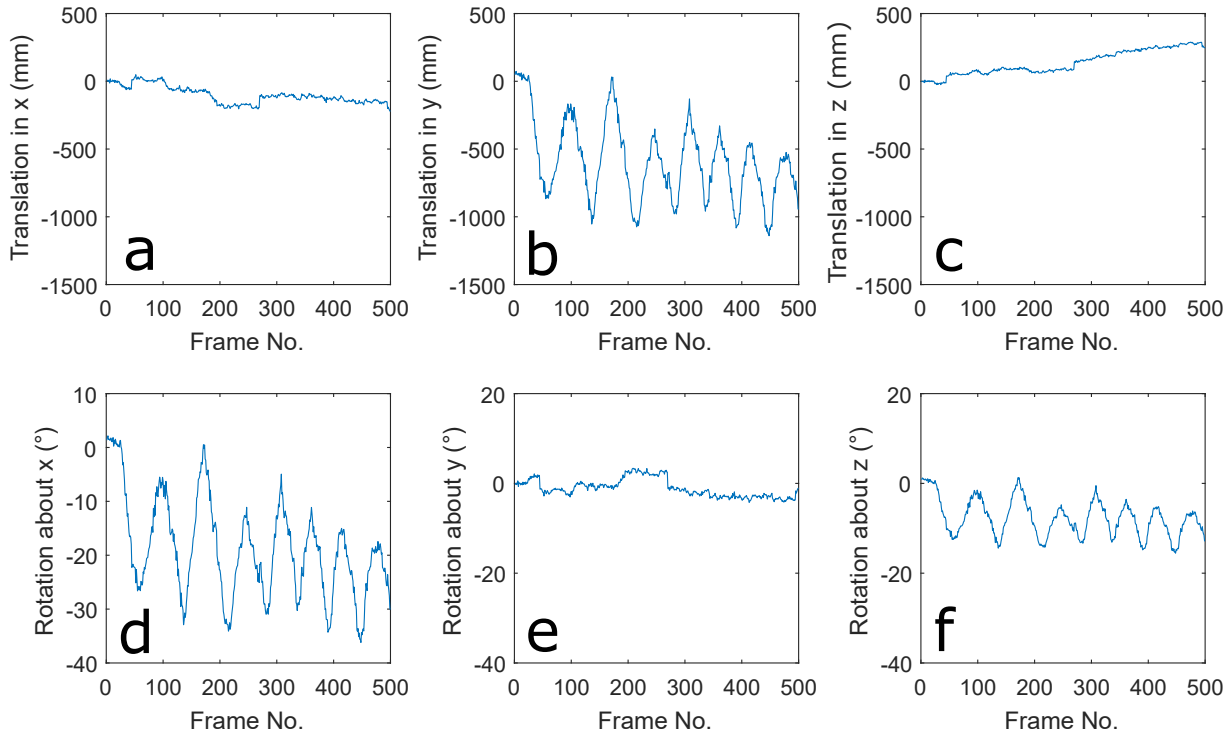 500
0
-500
-1000
-1500
0 100 200 300 400 500
Translation in x (mm)
Frame No.
a
500
0
-500
-1000
-1500
0 100 200 300 400 500
Translation in y (mm)
Frame No.
b
500
0
-500
-1000
-1500
0 100 200 300 400 500
Translation in z (mm)
Frame No.
c
10
0
-10
-20
-30
-40
0 100 200 300 400 500
Rotation about x (°)
Frame No.
d
20
0
-20
-40
0 100 200 300 400 500
Rotation about y (°)
Frame No.
e
20
0
-20
-40
0 100 200 300 400 500
Rotation about z (°)
Frame No.
f